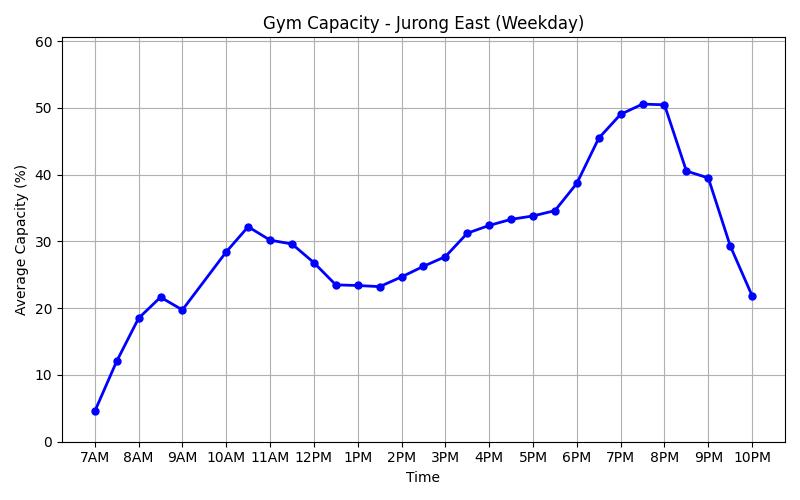 Gym Capacity - Jurong East (Weekday)
60
50
40
30
20
10
0
Average Capacity (%)
7AM 8AM 9AM 10AM 11AM 12PM 1PM 2PM 3PM 4PM 5PM 6PM 7PM 8PM 9PM 10PM
Time